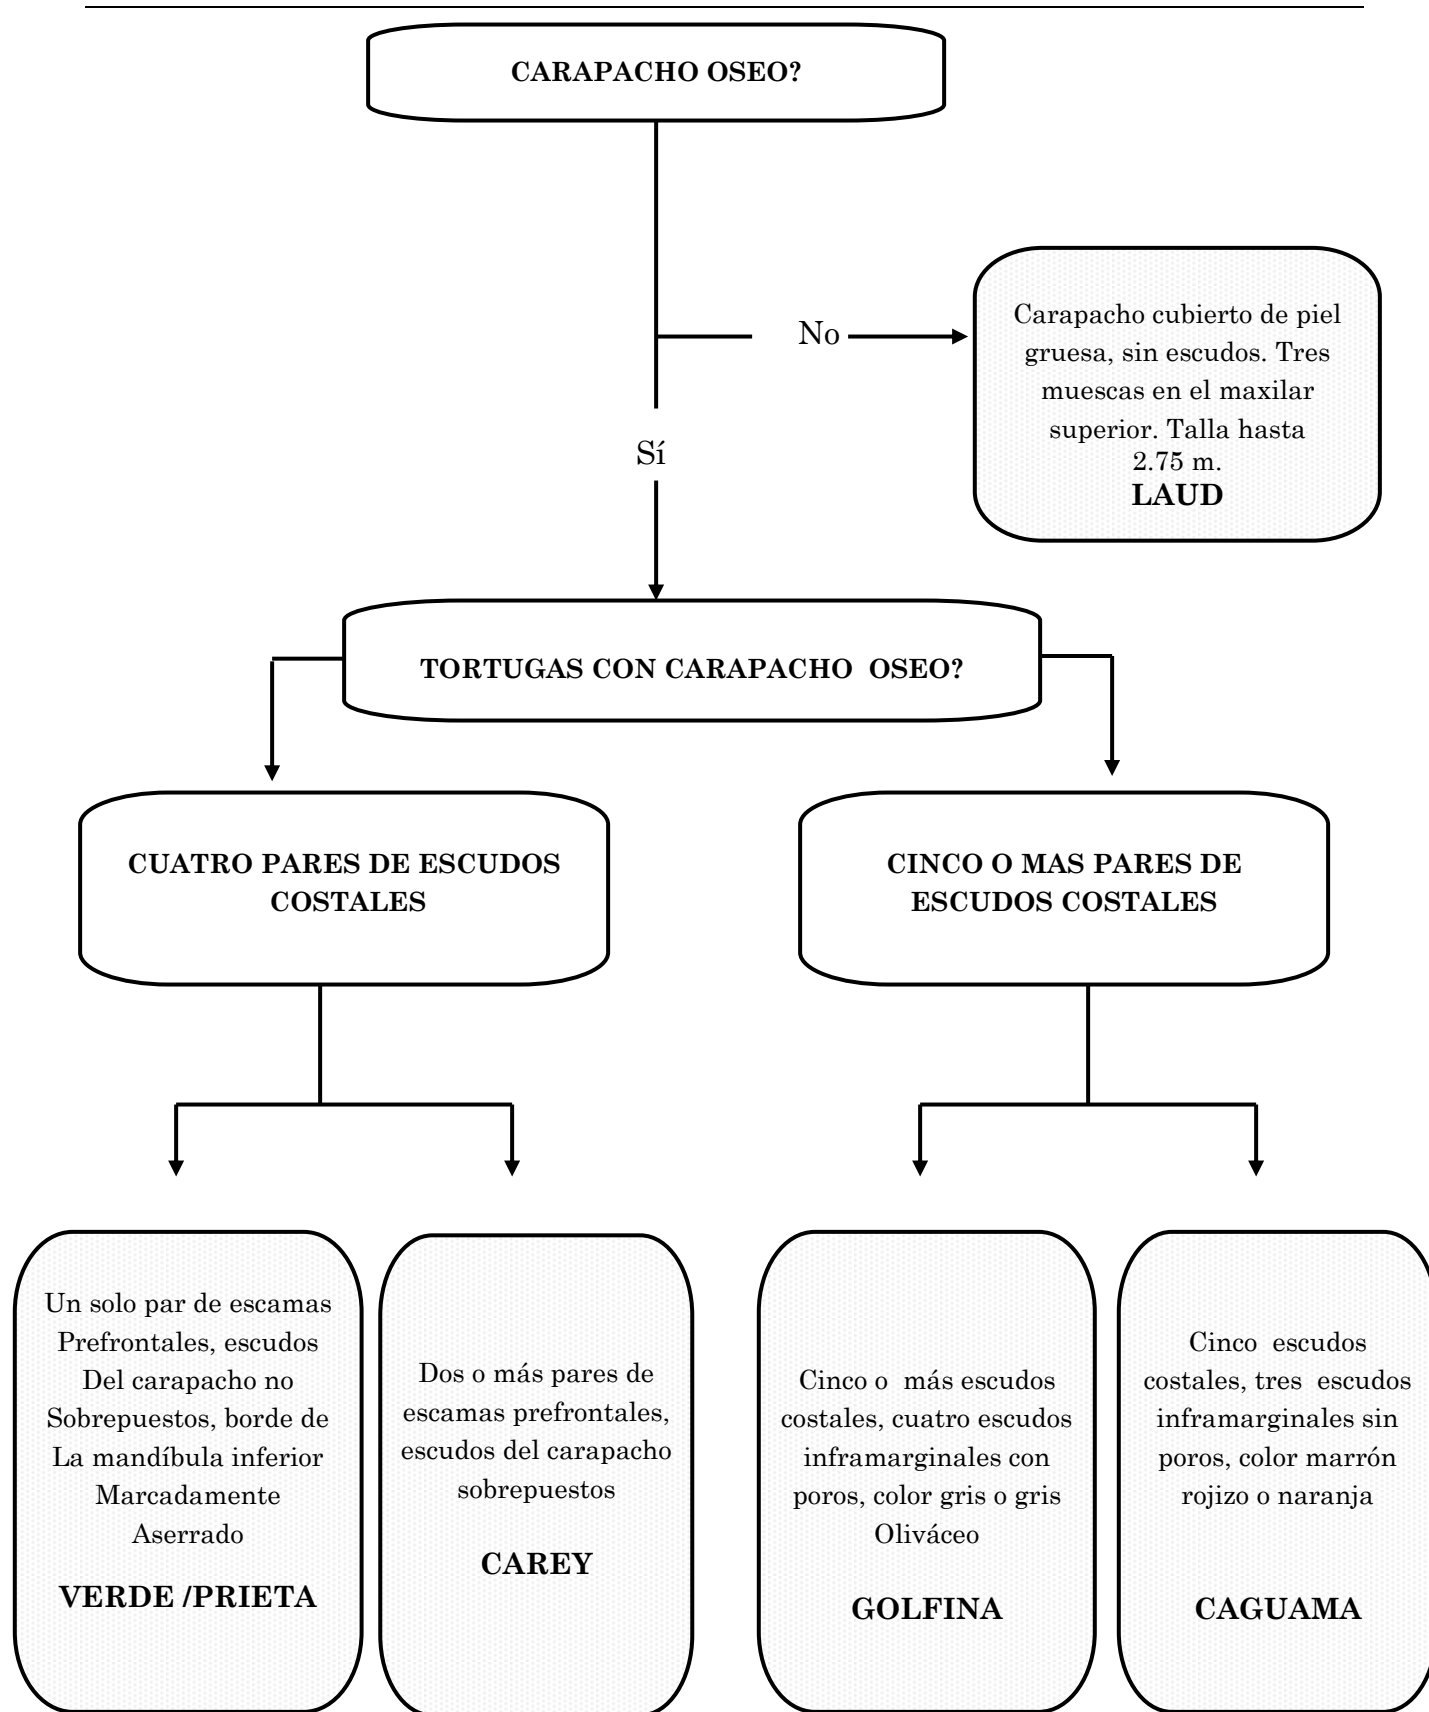 CARAPACHO OSEO?
No
Carapacho cubierto de piel
gruesa, sin escudos. Tres
muescas en el maxilar
superior. Talla hasta
2.75 m.
LAUD
Sí
TORTUGAS CON CARAPACHO OSEO?
CUATRO PARES DE ESCUDOS
COSTALES
CINCO O MAS PARES DE
ESCUDOS COSTALES
Un solo par de escamas
Prefrontales, escudos
Del carapacho no
Sobrepuestos, borde de
La mandíbula inferior
Marcadamente
Aserrado
VERDE /PRIETA
Dos o más pares de
escamas prefrontales,
escudos del carapacho
sobrepuestos
CAREY
Cinco o más escudos
costales, cuatro escudos
inframarginales con
poros, color gris o gris
Oliváceo
GOLFINA
Cinco escudos
costales, tres escudos
inframarginales sin
poros, color marrón
rojizo o naranja
CAGUAMA